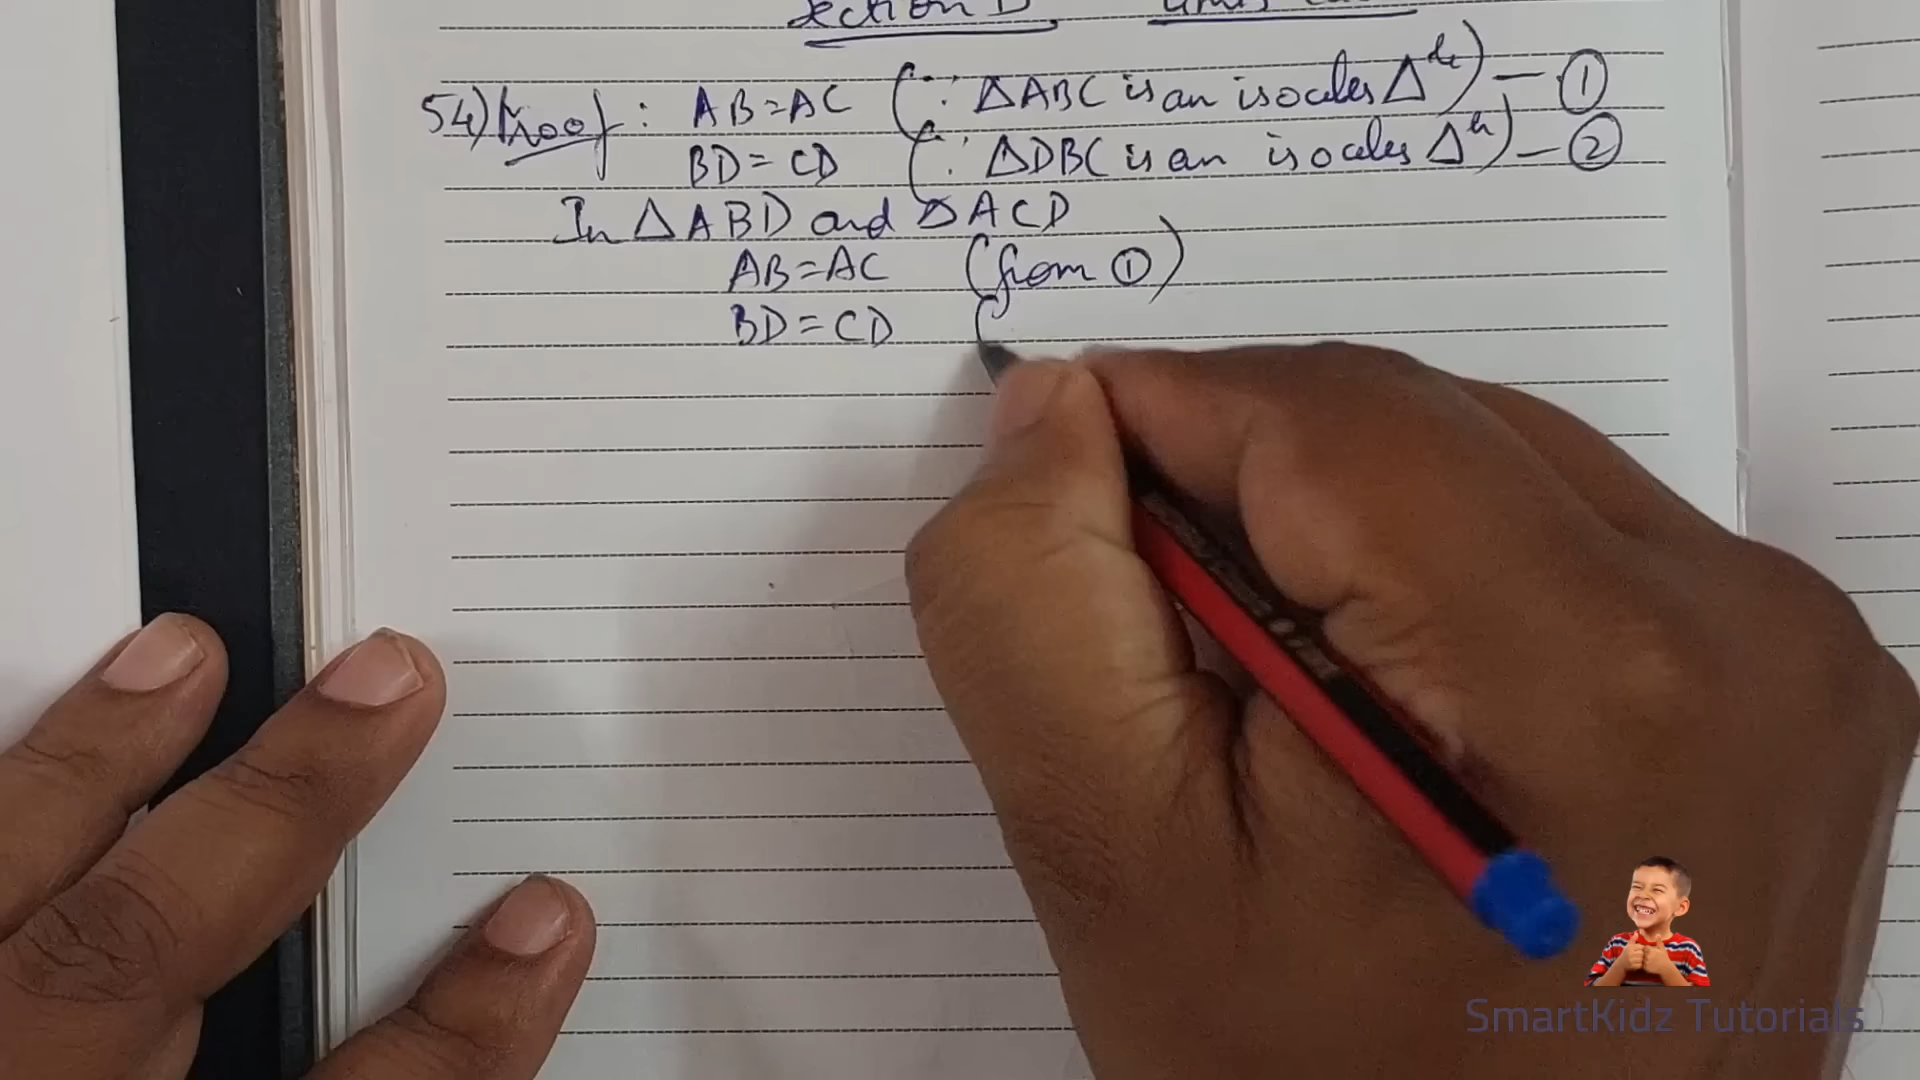 Section D
54) Proof : AB = AC (∵ ΔABC is an isoceles Δle) — ①
BD = CD (∵ ΔDBC is an isoceles Δle) — ②
In ΔABD and ΔACD
AB = AC (from ①)
BD = CD (
SmartKidz Tutorials